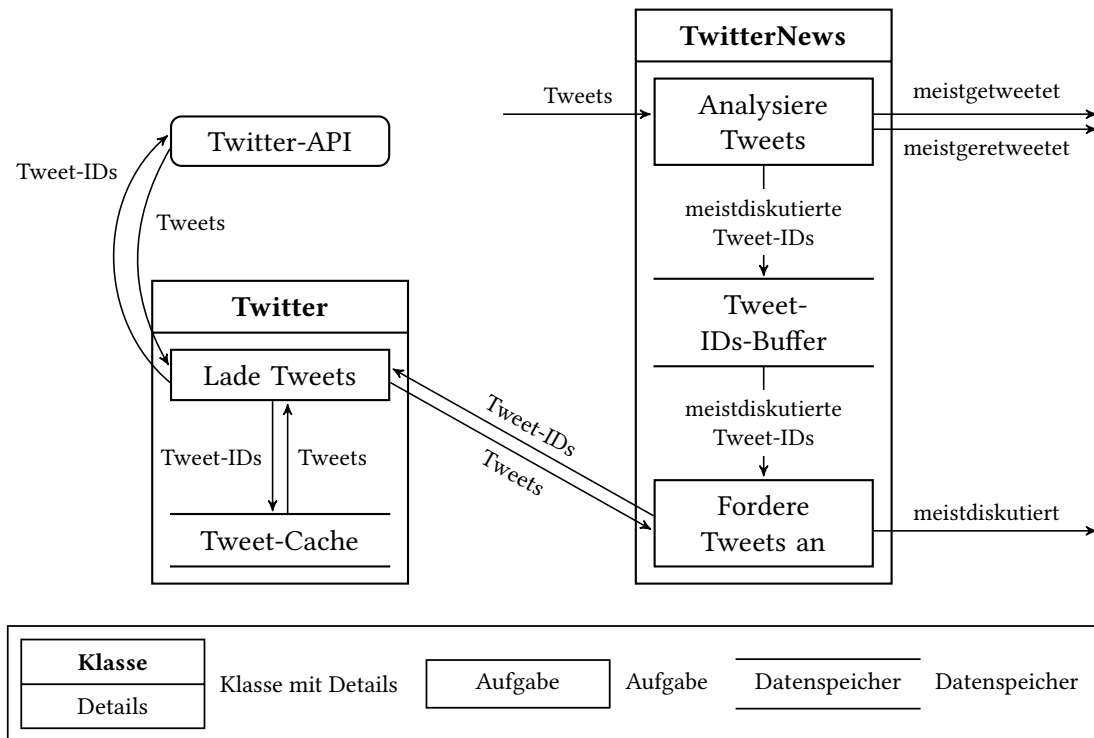 TwitterNews
Tweets
Analysiere
Tweets
meistgetweetet
meistgeretweetet
Twitter-API
Tweet-IDs
Tweets
meistdiskutierte
Tweet-IDs
Twitter
Tweet-
IDs-Buffer
Lade Tweets
meistdiskutierte
Tweet-IDs
Tweet-IDs
Tweets
Tweet-IDs
Tweets
Tweet-Cache
Fordere
Tweets an
meistdiskutiert
Klasse
Details
Klasse mit Details
Aufgabe
Aufgabe
Datenspeicher
Datenspeicher